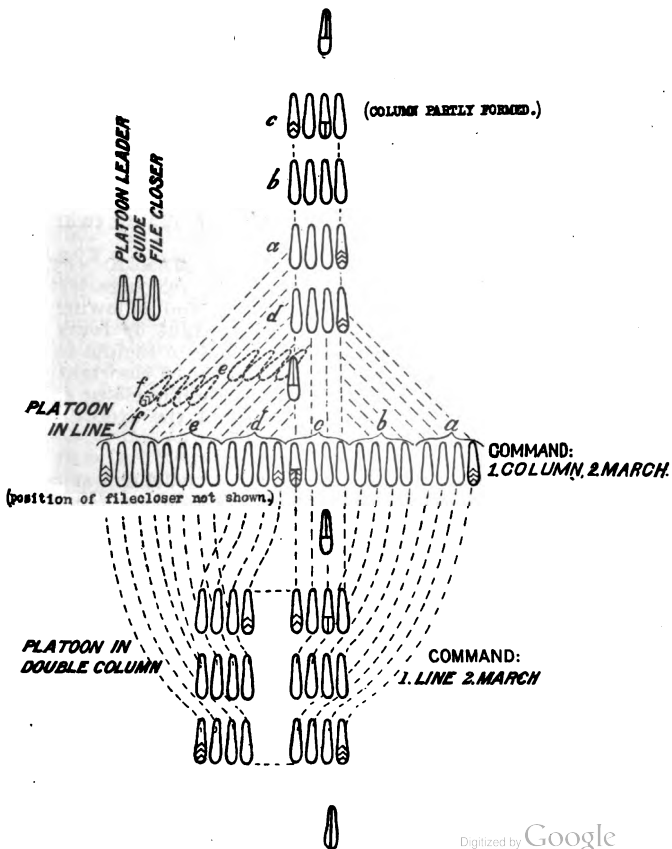 c
(COLUMN PARTLY FORMED.)
b
PLATOON LEADER
GUIDE
FILE CLOSER
a
d
e
f
PLATOON
IN LINE
f e d c b a
COMMAND:
1. COLUMN, 2. MARCH.
(position of filecloser not shown.)
PLATOON IN
DOUBLE COLUMN
COMMAND:
1. LINE 2. MARCH
Digitized by Google